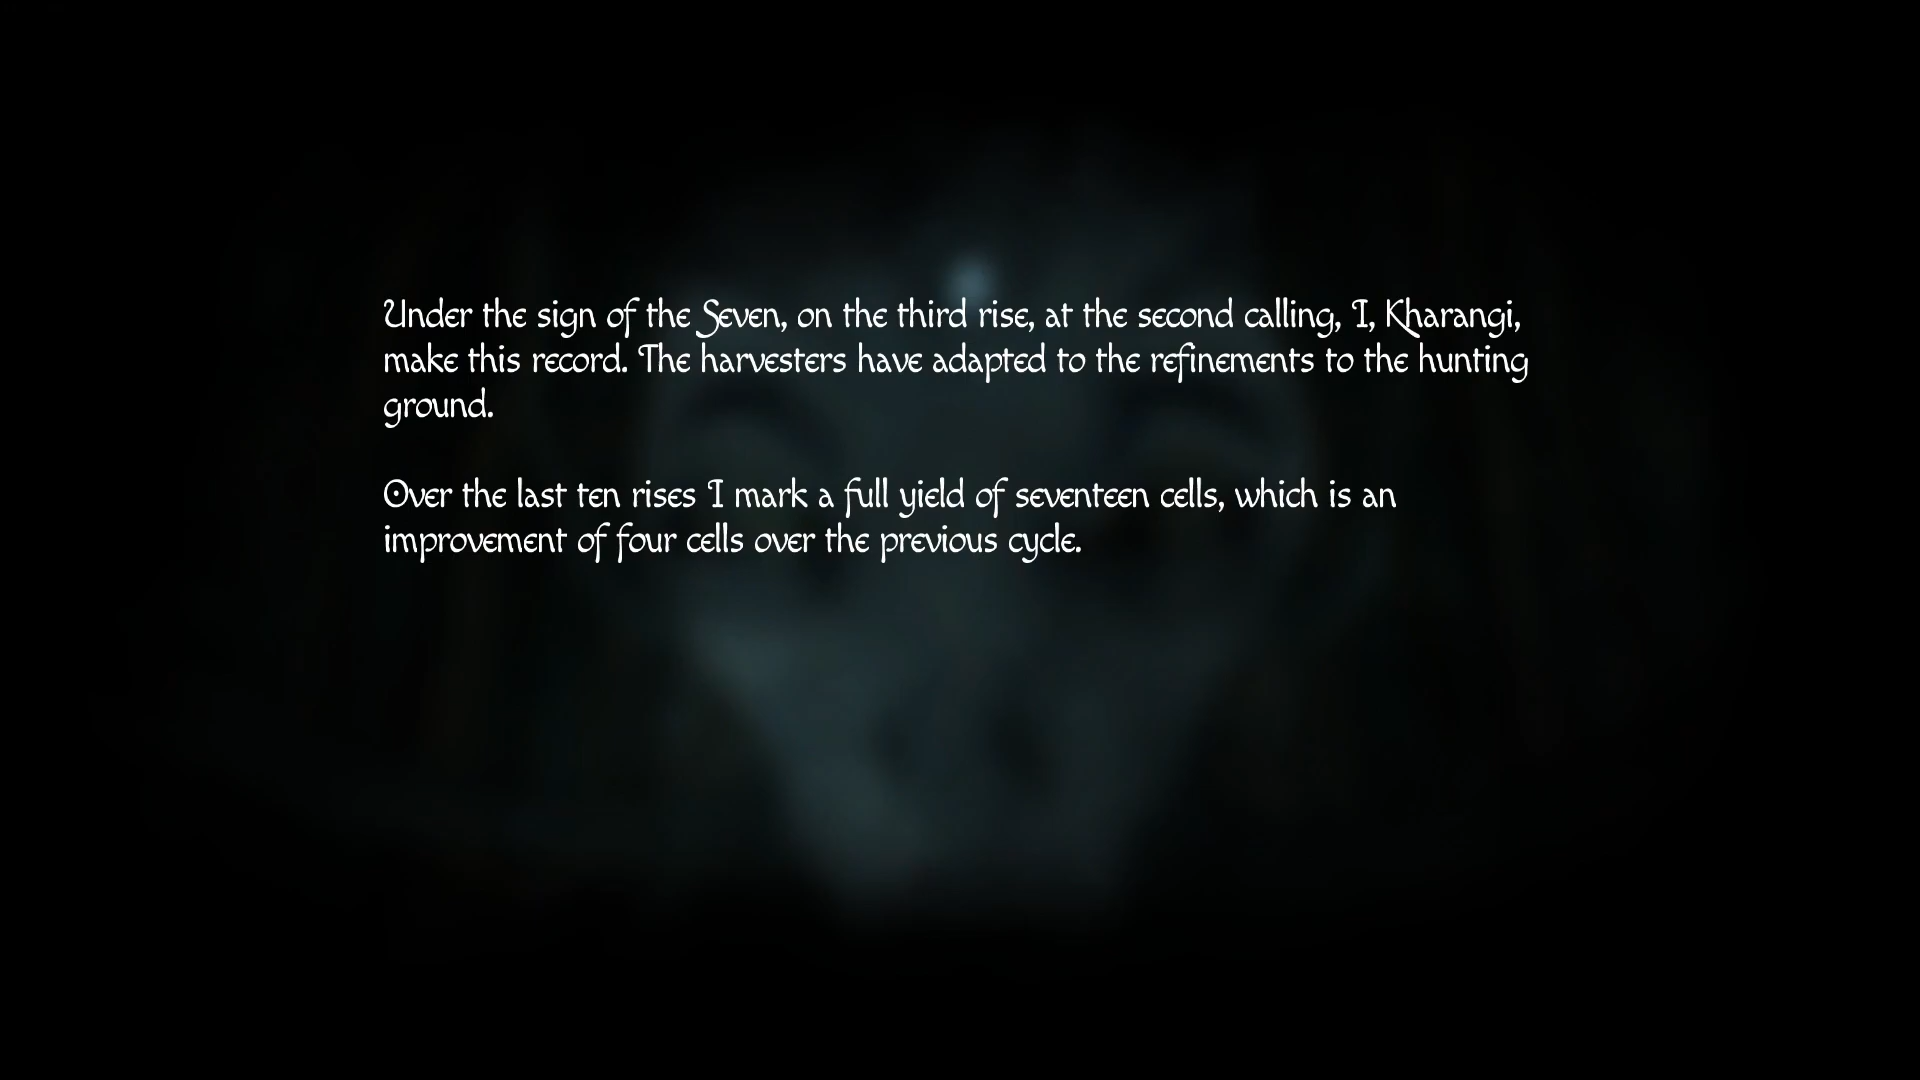 Under the sign of the Seven, on the third rise, at the second calling, I, Kharangi,
make this record. The harvesters have adapted to the refinements to the hunting
ground.
Over the last ten rises I mark a full yield of seventeen cells, which is an
improvement of four cells over the previous cycle.